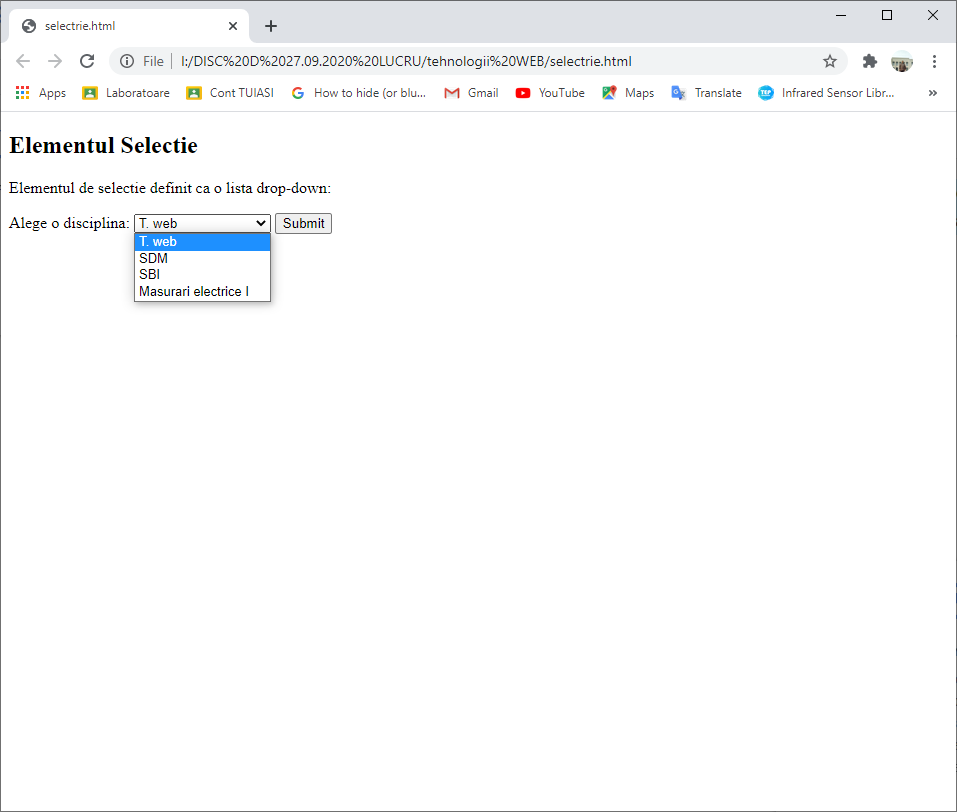 selectrie.html
File | I:/DISC%20D%2027.09.2020%20LUCRU/tehnologii%20WEB/selectrie.html
Apps Laboratoare Cont TUIASI How to hide (or blu... Gmail YouTube Maps Translate TEP Infrared Sensor Libr... »
Elementul Selectie
Elementul de selectie definit ca o lista drop-down:
Alege o disciplina: T. web Submit
T. web
SDM
SBI
Masurari electrice I